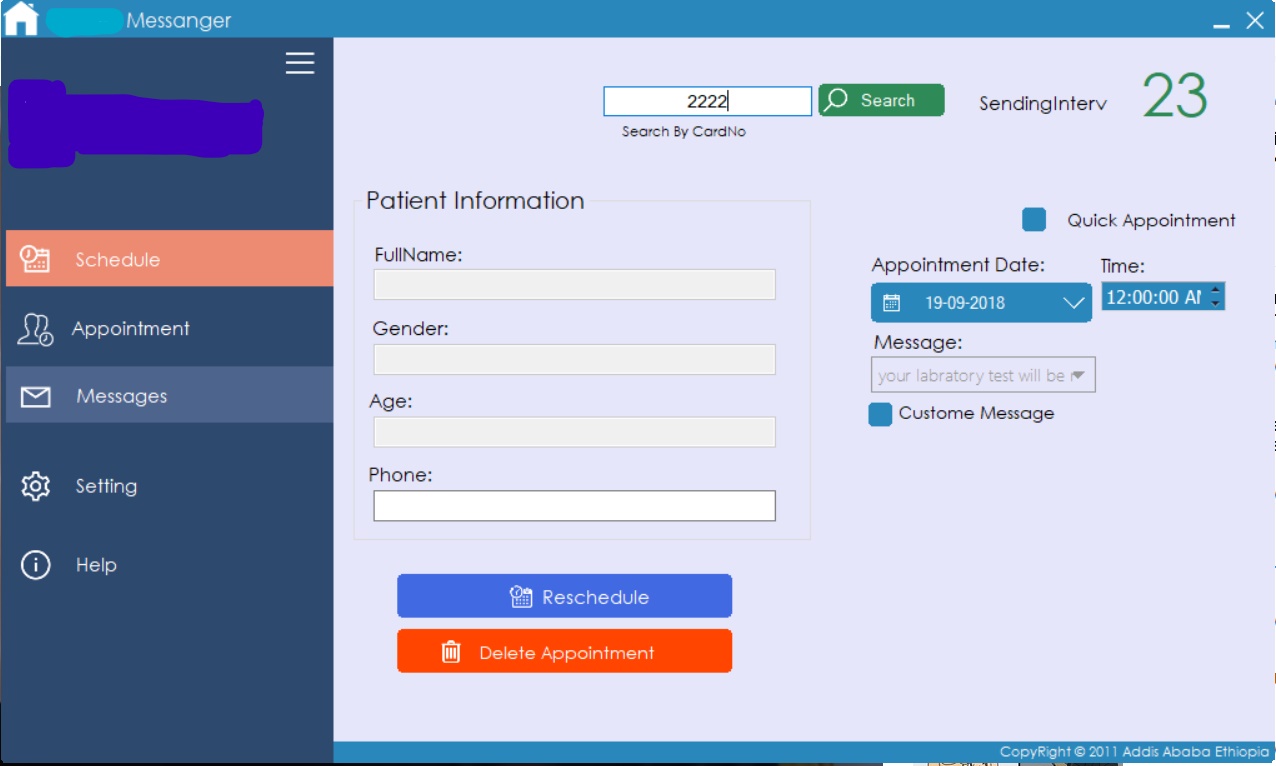 Messanger
2222
Search
SendingInterv
23
Search By CardNo
Patient Information
FullName:
Gender:
Age:
Phone:
Quick Appointment
Appointment Date:
Time:
19-09-2018
12:00:00 AM
Message:
your labratory test will be
Custome Message
Schedule
Appointment
Messages
Setting
Help
Reschedule
Delete Appointment
CopyRight © 2011 Addis Ababa Ethiopia